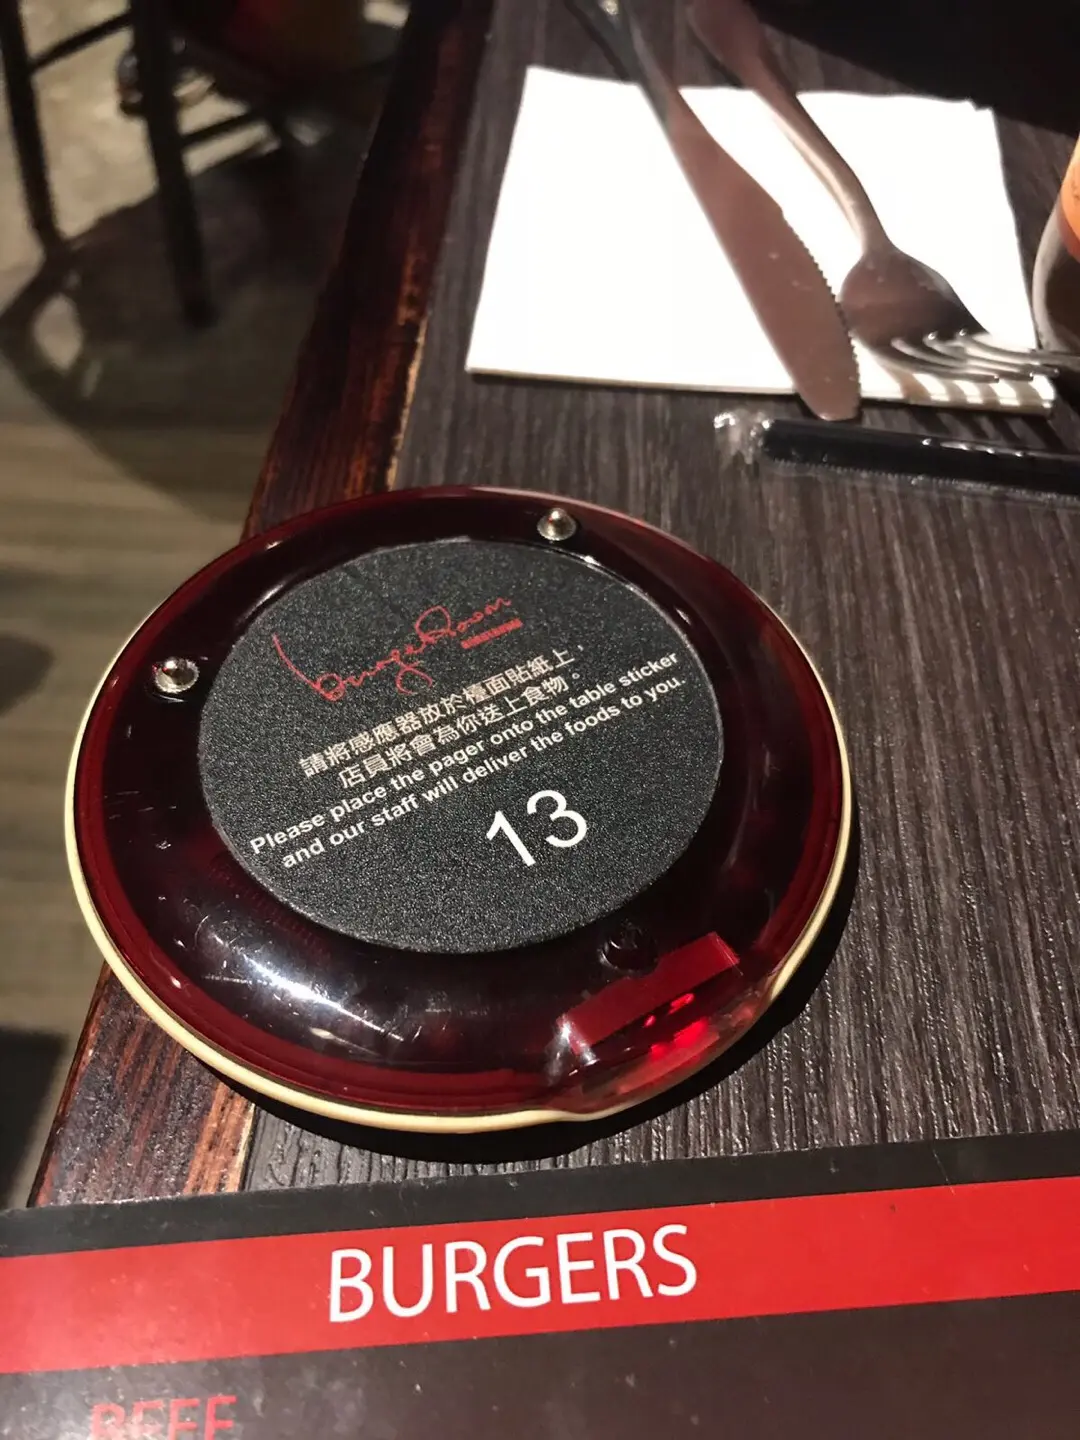 burgeRoom
請將感應器放於檯面貼紙上，
店員將會為你送上食物。
Please place the pager onto the table sticker
and our staff will deliver the foods to you.
13
BURGERS
BEEF